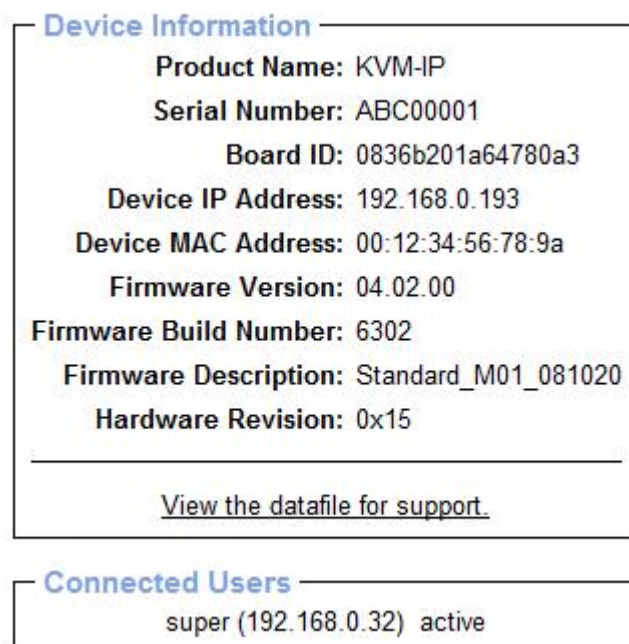 Device Information
Product Name: KVM-IP
Serial Number: ABC00001
Board ID: 0836b201a64780a3
Device IP Address: 192.168.0.193
Device MAC Address: 00:12:34:56:78:9a
Firmware Version: 04.02.00
Firmware Build Number: 6302
Firmware Description: Standard_M01_081020
Hardware Revision: 0x15
View the datafile for support.
Connected Users
super (192.168.0.32) active